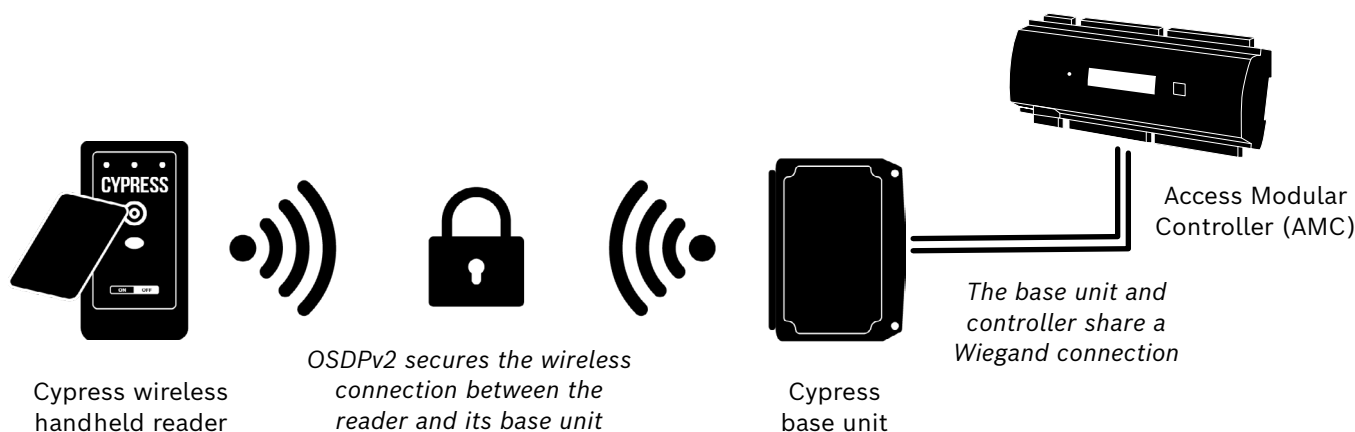 CYPRESS
ON OFF
Cypress wireless
handheld reader
OSDPv2 secures the wireless
connection between the
reader and its base unit
Cypress
base unit
The base unit and
controller share a
Wiegand connection
Access Modular
Controller (AMC)